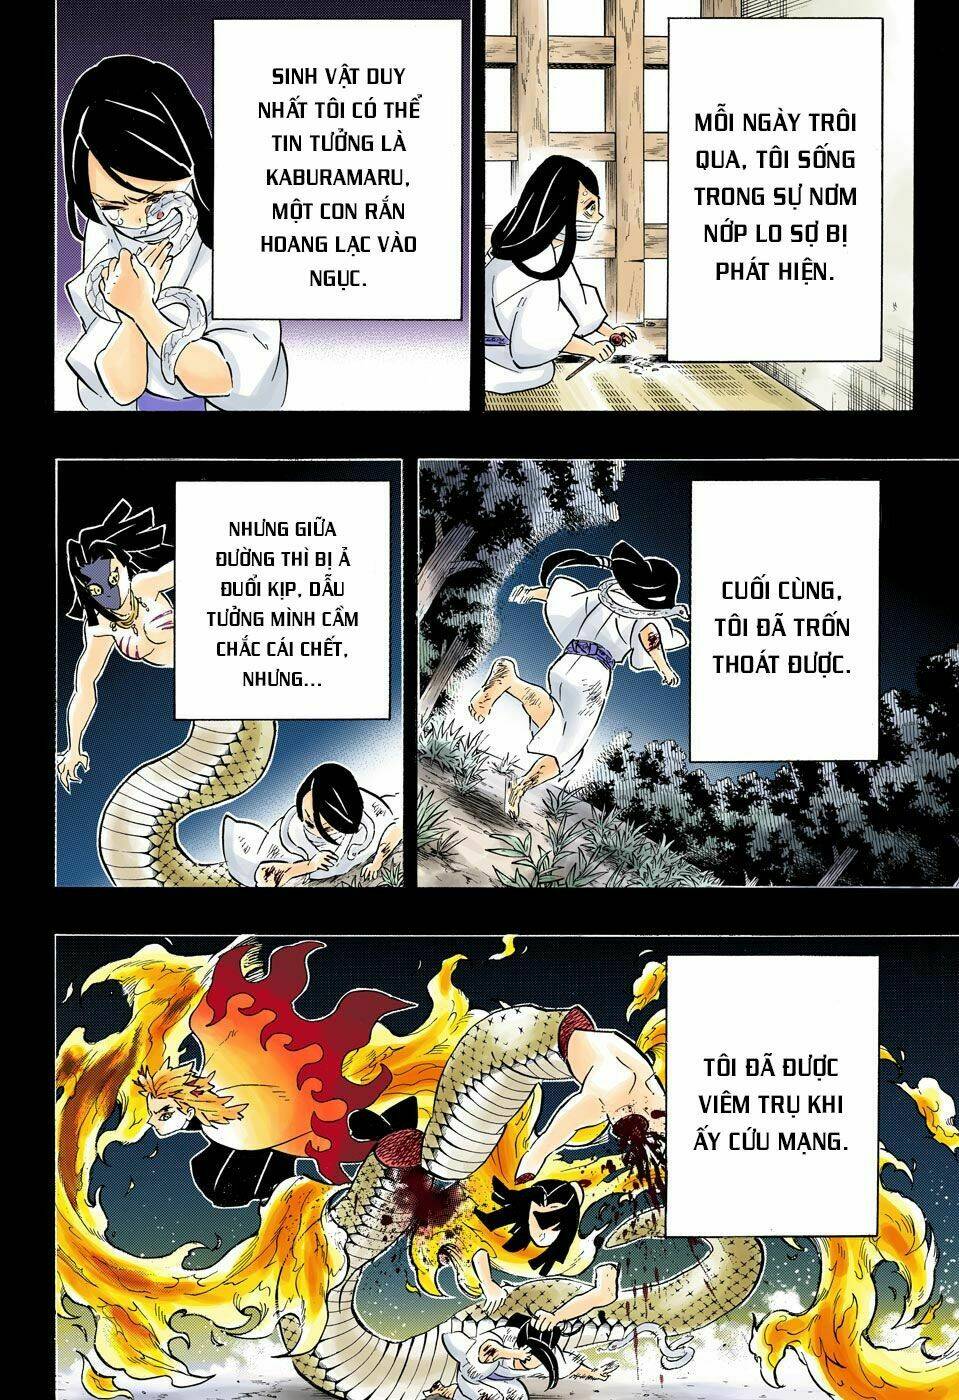 MỖI NGÀY TRÔI
QUA, TÔI SỐNG
TRONG SỰ NƠM
NỚP LO SỢ BỊ
PHÁT HIỆN.
SINH VẬT DUY
NHẤT TÔI CÓ THỂ
TIN TƯỞNG LÀ
KABURAMARU,
MỘT CON RẮN
HOANG LẠC VÀO
NGỤC.
CUỐI CÙNG,
TÔI ĐÃ TRỐN
THOÁT ĐƯỢC.
NHƯNG GIỮA
ĐƯỜNG THÌ BỊ Ả
ĐUỔI KỊP, DẪU
TƯỞNG MÌNH CẦM
CHẮC CÁI CHẾT,
NHƯNG...
TÔI ĐÃ ĐƯỢC
VIÊM TRỤ KHI
ẤY CỨU MẠNG.